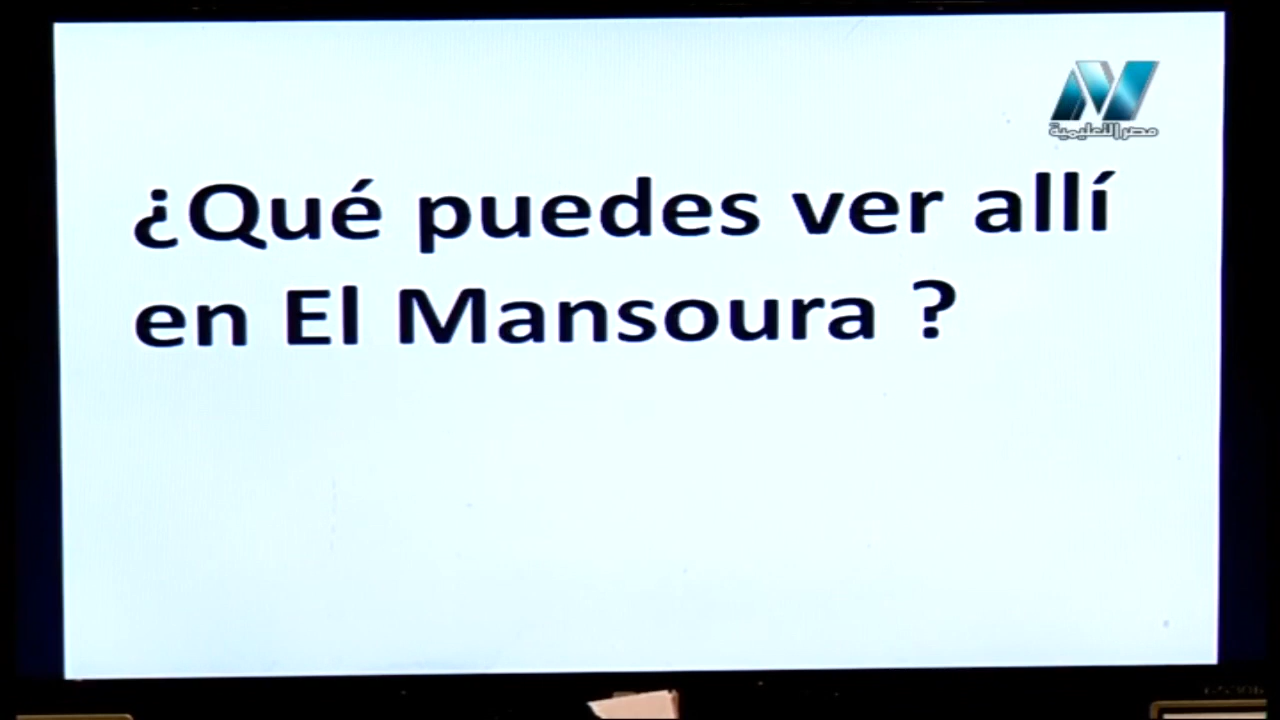 مصر التعليمية
¿Qué puedes ver allí
en El Mansoura ?